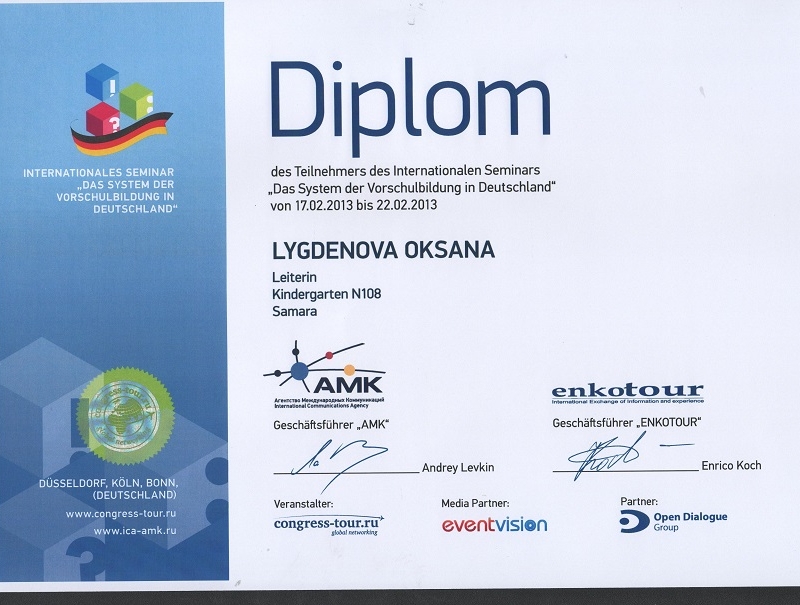 INTERNATIONALES SEMINAR
„DAS SYSTEM DER
VORSCHULBILDUNG IN
DEUTSCHLAND“
DÜSSELDORF, KÖLN, BONN,
(DEUTSCHLAND)
www.congress-tour.ru
www.ica-amk.ru
Diplom
des Teilnehmers des Internationalen Seminars
„Das System der Vorschulbildung in Deutschland“
von 17.02.2013 bis 22.02.2013
LYGDENOVA OKSANA
Leiterin
Kindergarten N108
Samara
АМК
Агентство Международных Коммуникаций
International Communications Agency
Geschäftsführer „AMK“
Andrey Levkin
enkotour
International Exchange of Information and experience
Geschäftsführer „ENKOTOUR“
Enrico Koch
Veranstalter:
congress-tour.ru
global networking
Media Partner:
eventvision
Partner:
Open Dialogue
Group